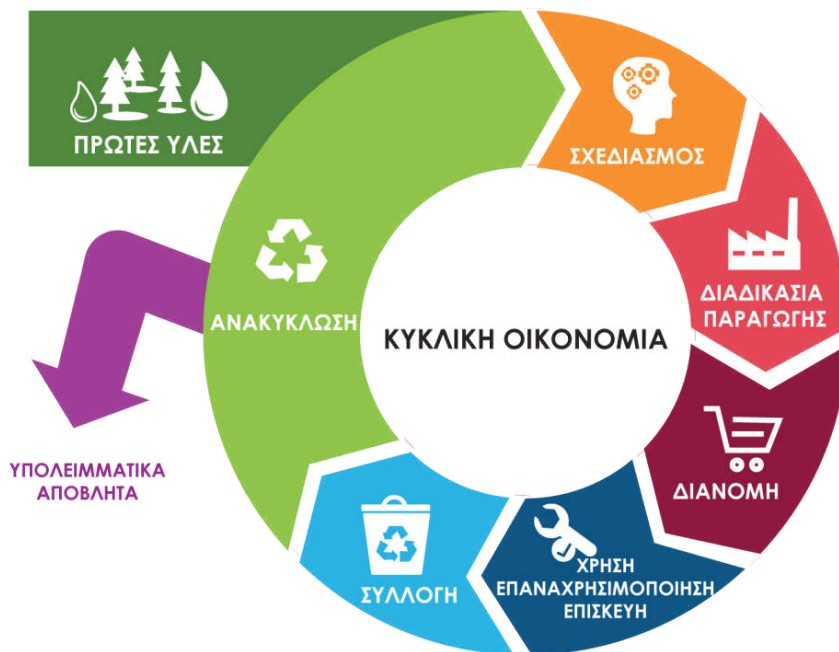 ΠΡΩΤΕΣ ΥΛΕΣ
ΣΧΕΔΙΑΣΜΟΣ
ΔΙΑΔΙΚΑΣΙΑ
ΠΑΡΑΓΩΓΗΣ
ΑΝΑΚΥΚΛΩΣΗ
ΚΥΚΛΙΚΗ ΟΙΚΟΝΟΜΙΑ
ΥΠΟΛΕΙΜΜΑΤΙΚΑ
ΑΠΟΒΛΗΤΑ
ΔΙΑΝΟΜΗ
ΧΡΗΣΗ
ΕΠΑΝΑΧΡΗΣΙΜΟΠΟΙΗΣΗ
ΕΠΙΣΚΕΥΗ
ΣΥΛΛΟΓΗ